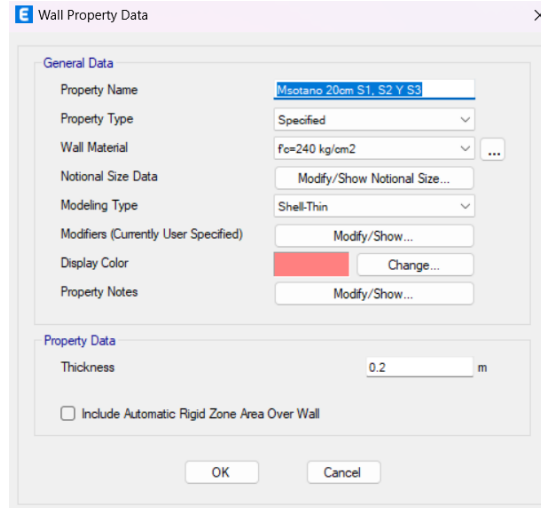 E Wall Property Data
General Data
Property Name Msotano 20cm S1, S2 Y S3
Property Type Specified
Wall Material f'c=240 kg/cm2 ...
Notional Size Data Modify/Show Notional Size...
Modeling Type Shell-Thin
Modifiers (Currently User Specified) Modify/Show...
Display Color Change...
Property Notes Modify/Show...
Property Data
Thickness 0.2 m
Include Automatic Rigid Zone Area Over Wall
OK Cancel